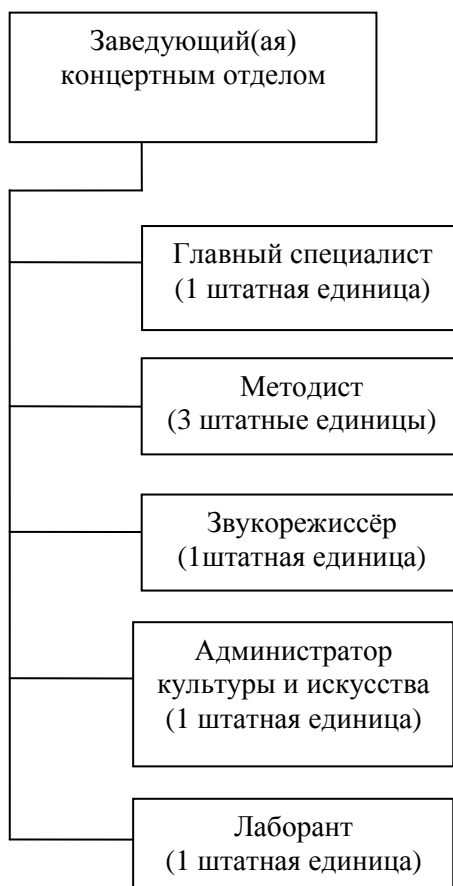 Заведующий(ая)
концертным отделом
Главный специалист
(1 штатная единица)
Методист
(3 штатные единицы)
Звукорежиссёр
(1штатная единица)
Администратор
культуры и искусства
(1 штатная единица)
Лаборант
(1 штатная единица)